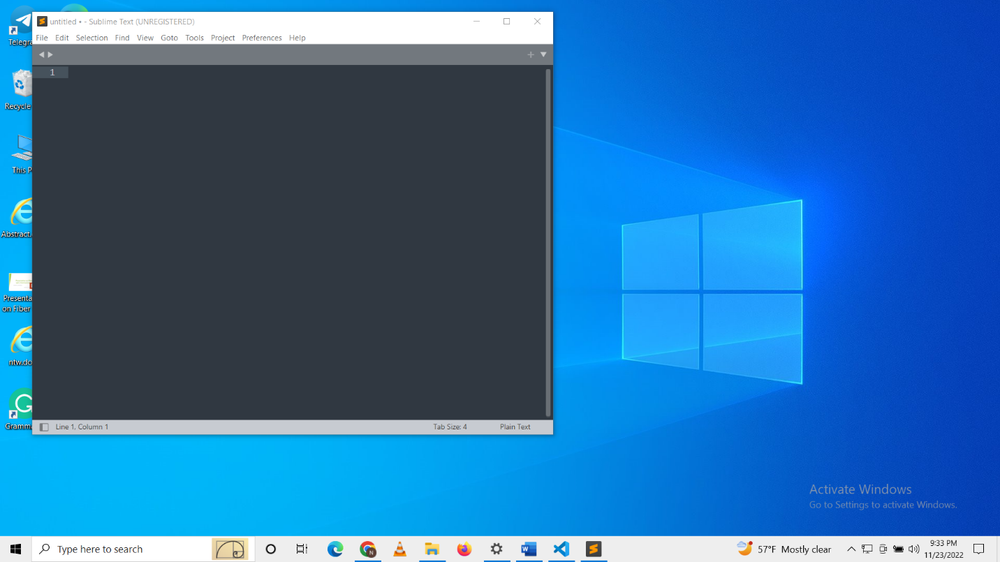 untitled • - Sublime Text (UNREGISTERED)
File Edit Selection Find View Goto Tools Project Preferences Help
1
Line 1, Column 1 Tab Size: 4 Plain Text
Telegra
Recycle
This P
Abstract.
Presenta
on Fiber
ntw.do
Gramma
Activate Windows
Go to Settings to activate Windows.
Type here to search
N
57°F Mostly clear
9:33 PM
11/23/2022